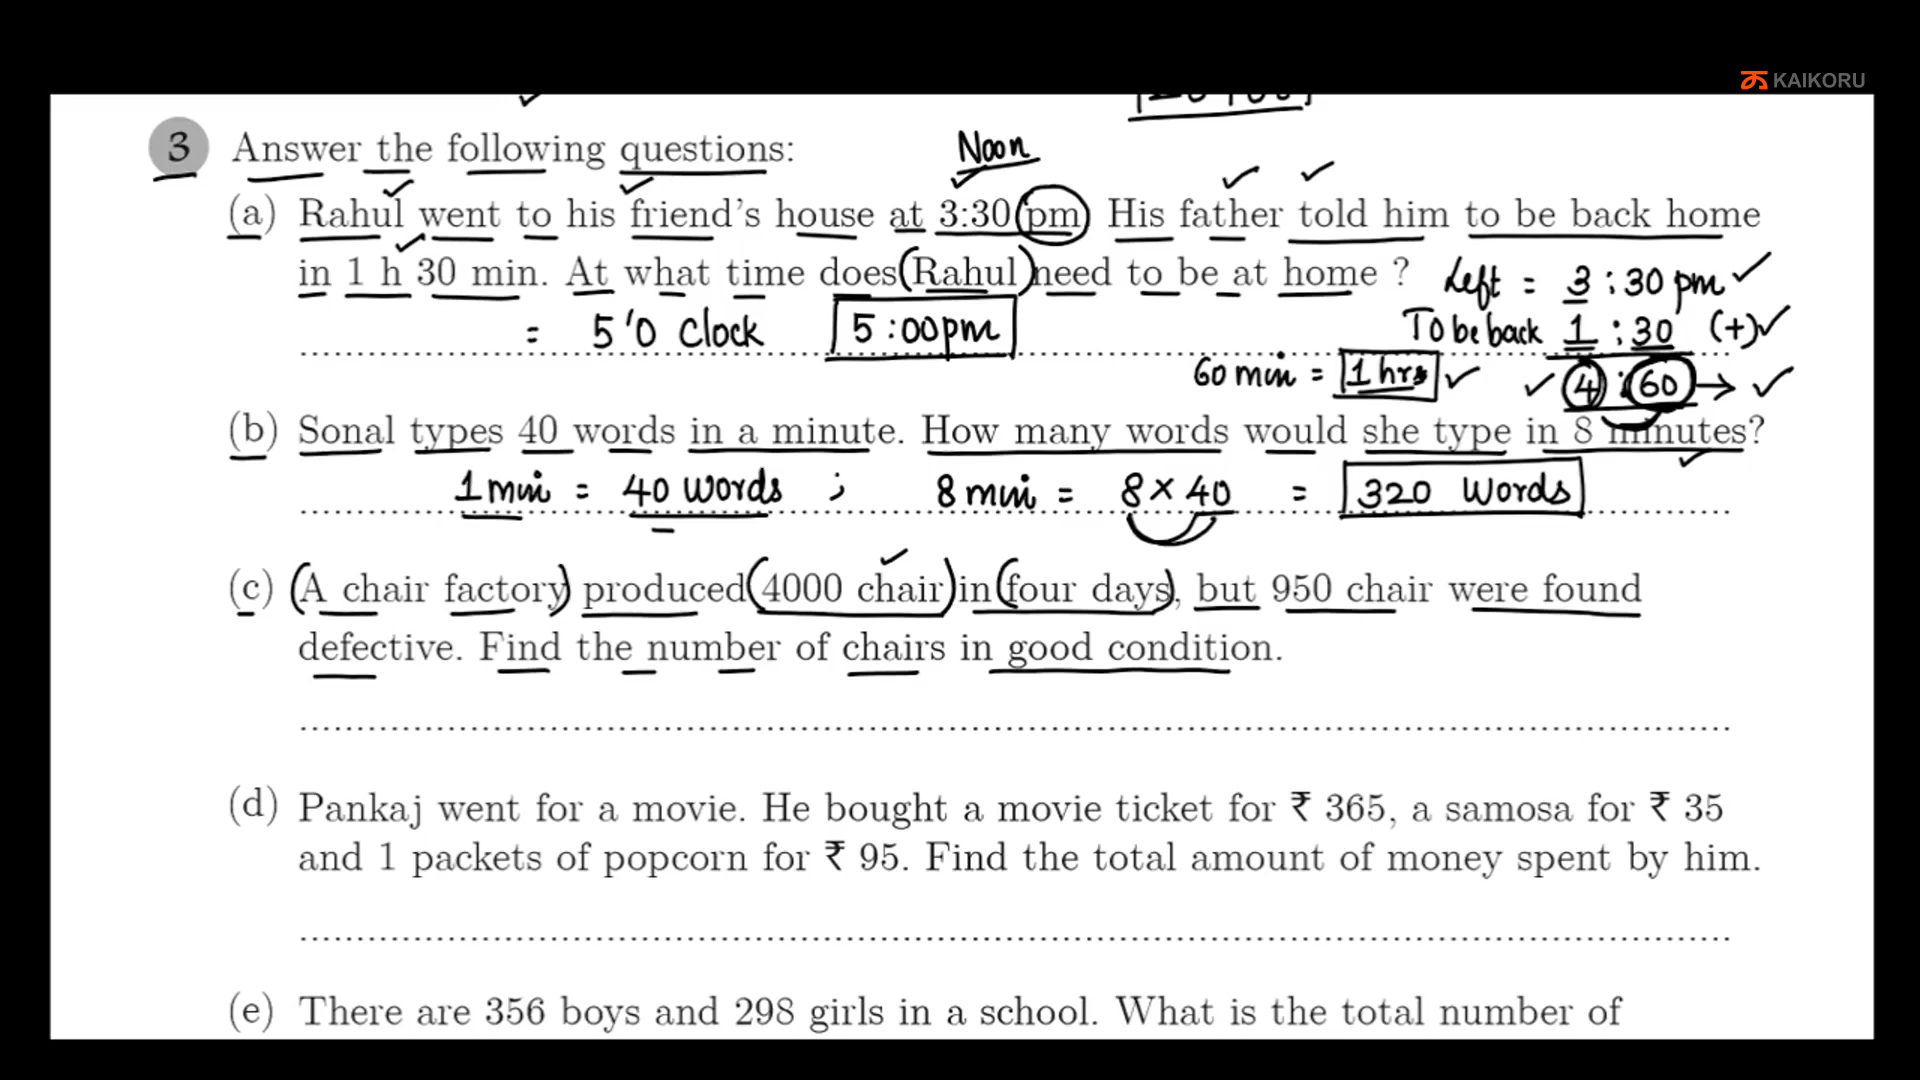 KAIKORU
3 Answer the following questions:
Noon
(a) Rahul went to his friend's house at 3:30 pm His father told him to be back home
in 1 h 30 min. At what time does Rahul need to be at home ?
Left = 3 : 30 pm
= 5 'O Clock 5 : 00 pm
To be back 1 : 30 (+)
60 min = 1 hrs
4 : 60 →
(b) Sonal types 40 words in a minute. How many words would she type in 8 minutes?
1 min = 40 Words ; 8 min = 8 × 40 = 320 Words
(c) (A chair factory) produced (4000 chair) in (four days), but 950 chair were found
defective. Find the number of chairs in good condition.
(d) Pankaj went for a movie. He bought a movie ticket for ₹ 365, a samosa for ₹ 35
and 1 packets of popcorn for ₹ 95. Find the total amount of money spent by him.
(e) There are 356 boys and 298 girls in a school. What is the total number of